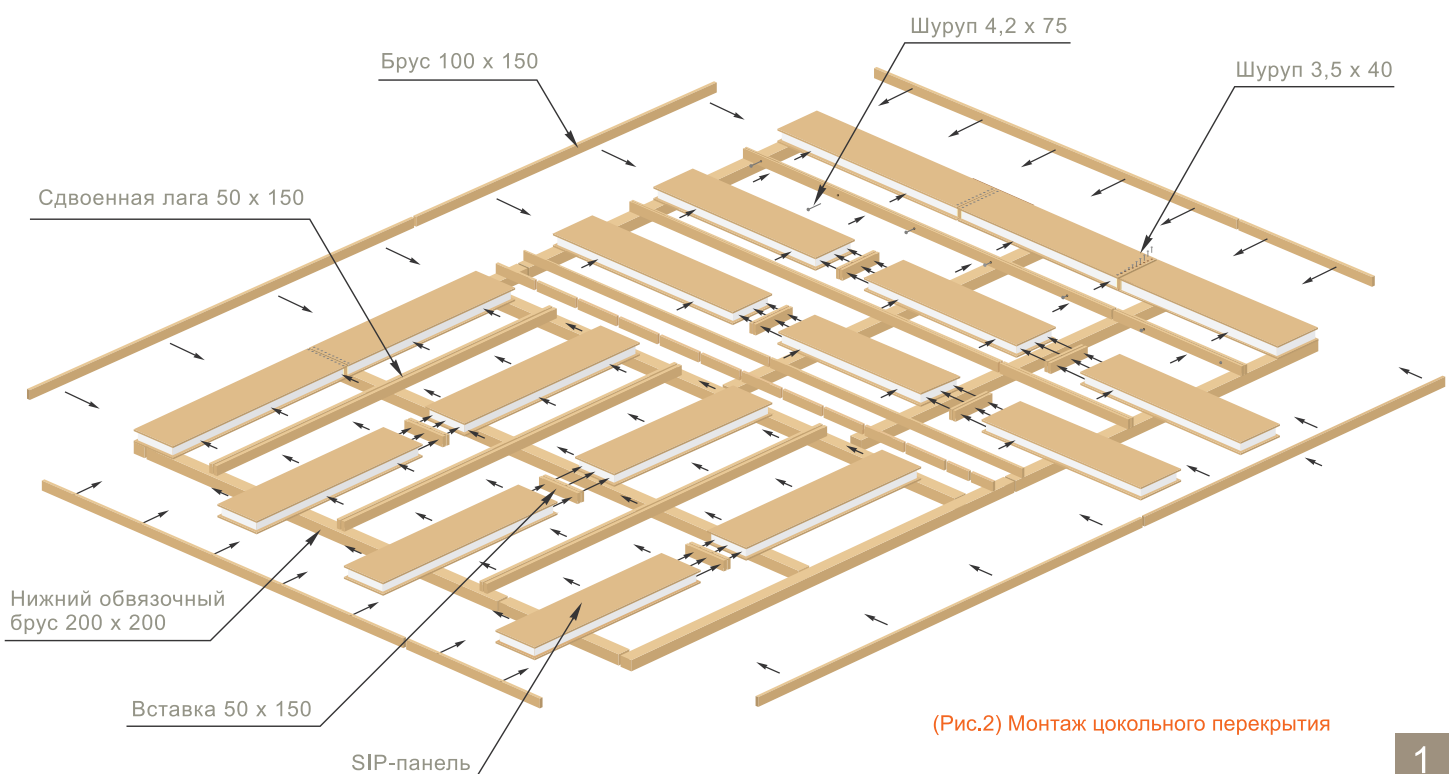 Шуруп 4,2 х 75
Брус 100 х 150
Шуруп 3,5 х 40
Сдвоенная лага 50 х 150
Нижний обвязочный
брус 200 х 200
Вставка 50 х 150
SIP-панель
(Рис.2) Монтаж цокольного перекрытия
1